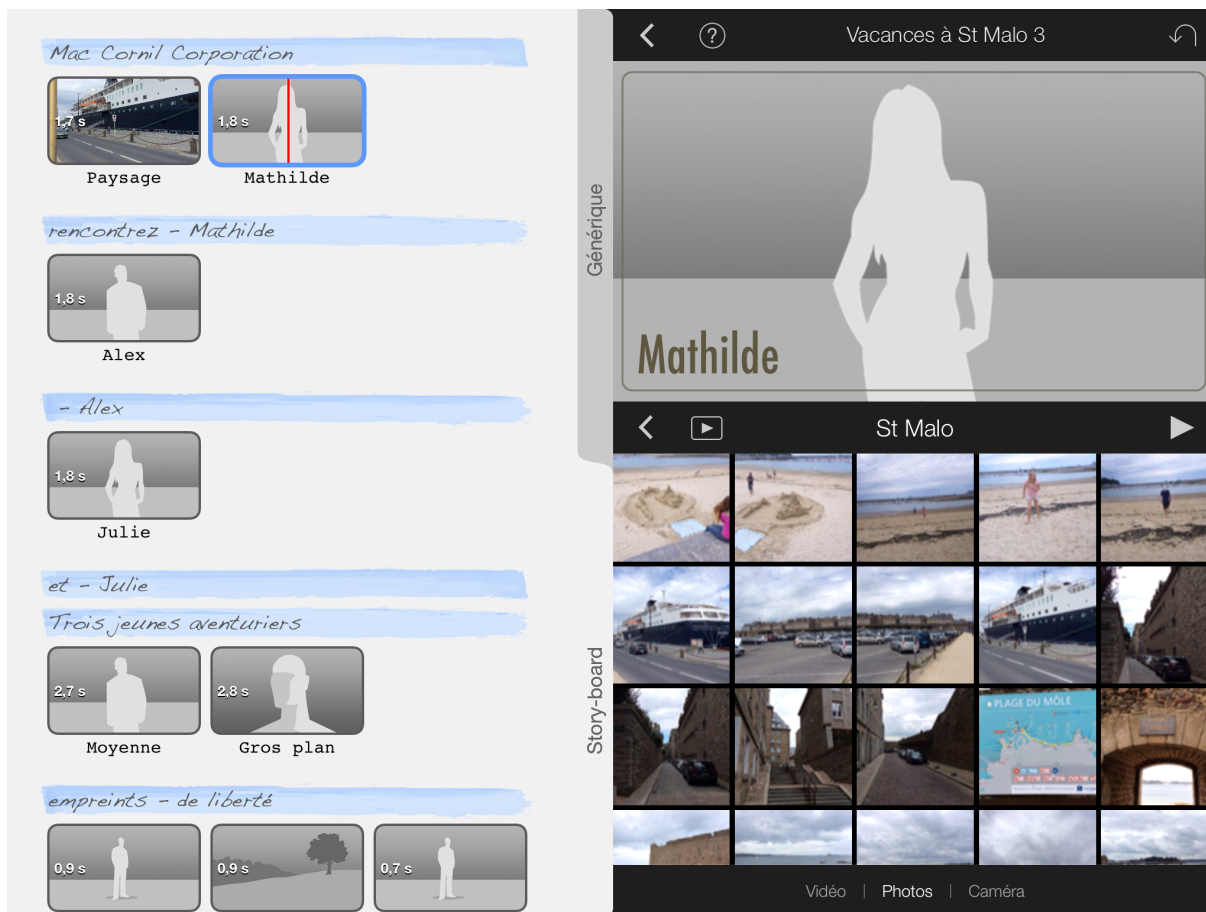 Mac Cornil Corporation
1,7 s
1,8 s
Paysage
Mathilde
rencontrez - Mathilde
1,8 s
Alex
- Alex
1,8 s
Julie
et - Julie
Trois jeunes aventuriers
2,7 s
2,8 s
Moyenne
Gros plan
empreints - de liberté
0,9 s
0,9 s
0,7 s
Générique
Story-board
?
Vacances à St Malo 3
Mathilde
St Malo
PLAGE DU MÔLE
Vidéo | Photos | Caméra